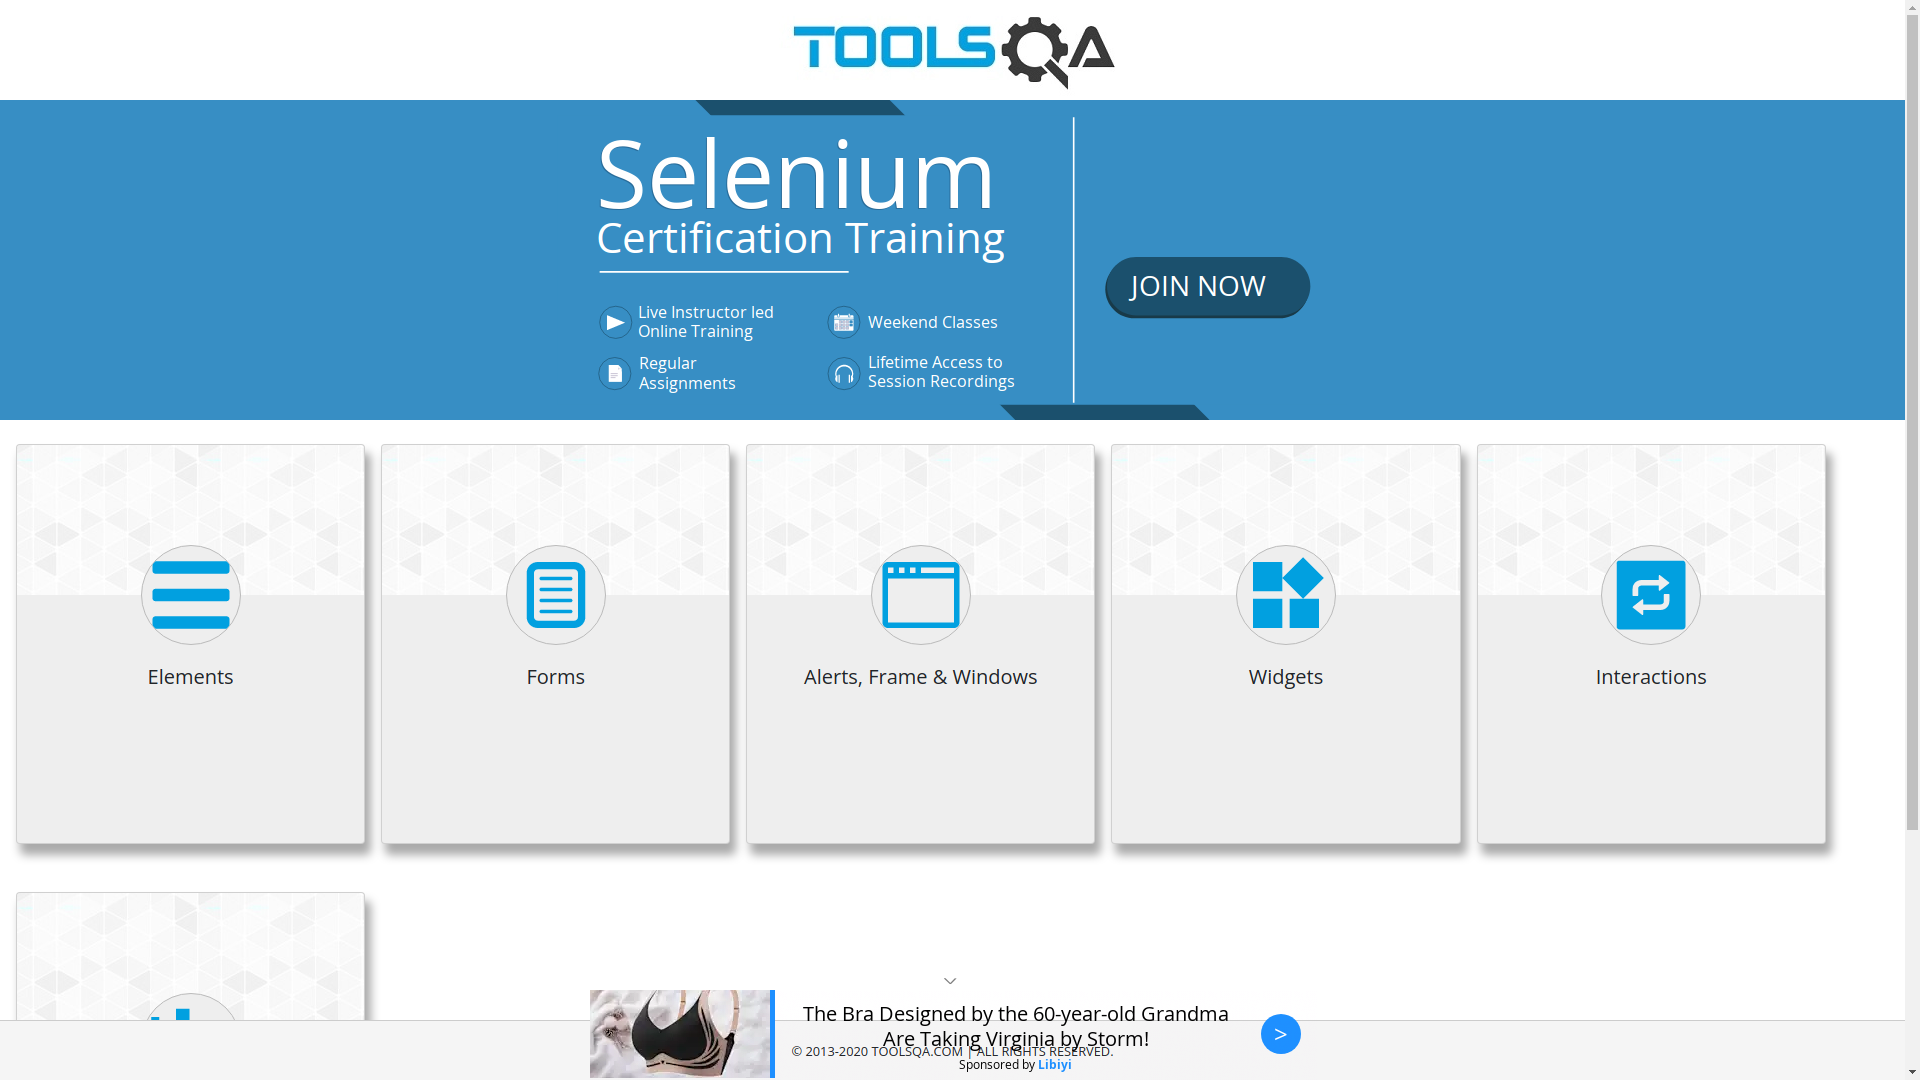 TOOLSQA
Selenium
Certification Training
Live Instructor led
Online Training
Weekend Classes
Regular
Assignments
Lifetime Access to
Session Recordings
JOIN NOW
Elements
Forms
Alerts, Frame & Windows
Widgets
Interactions
The Bra Designed by the 60-year-old Grandma
Are Taking Virginia by Storm!
© 2013-2020 TOOLSQA.COM | ALL RIGHTS RESERVED.
Sponsored by Libiyi
>